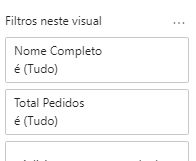 Filtros neste visual ...
Nome Completo
é (Tudo)
Total Pedidos
é (Tudo)